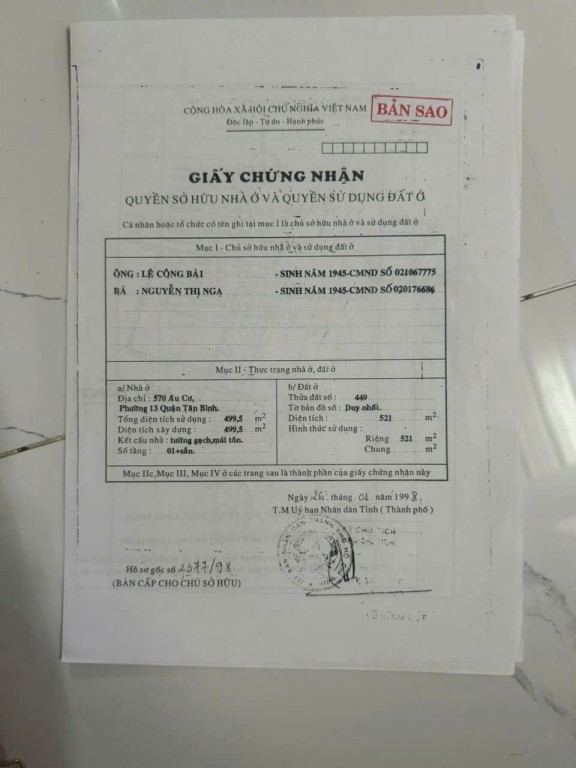 CỘNG HÒA XÃ HỘI CHỦ NGHĨA VIỆT NAM
Độc lập - Tự do - Hạnh phúc
BẢN SAO
GIẤY CHỨNG NHẬN
QUYỀN SỞ HỮU NHÀ Ở VÀ QUYỀN SỬ DỤNG ĐẤT Ở
Cá nhân hoặc tổ chức có tên ghi tại mục I là chủ sở hữu nhà ở và sử dụng đất ở
Mục I - Chủ sở hữu nhà ở và sử dụng đất ở
ÔNG : LÊ CÔNG BÀI - SINH NĂM 1945-CMND SỐ 021067775
BÀ : NGUYỄN THỊ NGA - SINH NĂM 1945-CMND SỐ 020176686
Mục II - Thực trạng nhà ở, đất ở
a/ Nhà ở
Địa chỉ : 570 Âu Cơ,
Phường 13 Quận Tân Bình.
Tổng diện tích sử dụng : 499,5 m2
Diện tích xây dựng : 499,5 m2
Kết cấu nhà : tường gạch,mái tôn.
Số tầng : 01+sân.
b/ Đất ở
Thửa đất số : 449
Tờ bản đồ số : Duy nhất.
Diện tích : 521 m2
Hình thức sử dụng :
Riêng 521 m2
Chung m2
Mục IIc,Mục III, Mục IV ở các trang sau là thành phần của giấy chứng nhận này
Ngày 26 tháng 01 năm 1998.
T.M Uỷ ban Nhân dân Tỉnh ( Thành phố )
CHỦ TỊCH
Hồ sơ gốc số 2377/98
(BẢN CẤP CHO CHỦ SỞ HỮU)